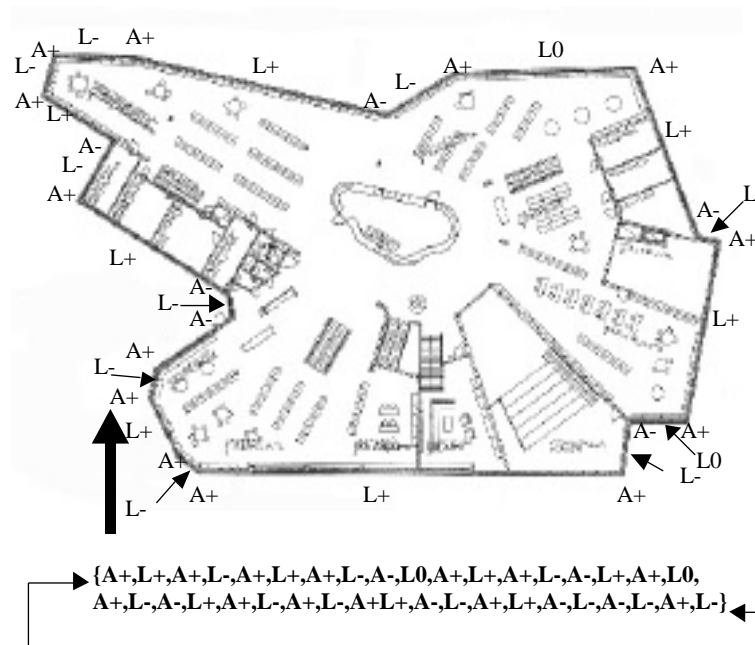 A+
L-
A+
L0
L-
L+
A+
A+
L-
A+
A-
L+
L+
A-
L-
A+
L
A-
A+
L+
A-
L-
L+
A-
A+
L-
A+
L+
A-
A+
L0
A+
L-
A+
L+
A+
L-
{A+,L+,A+,L-,A+,L+,A+,L-,A-,L0,A+,L+,A+,L-,A-,L+,A+,L0,
A+,L-,A-,L+,A+,L-,A+,L-,A+L+,A-,L-,A+,L+,A-,L-,A-,L-,A+,L-}